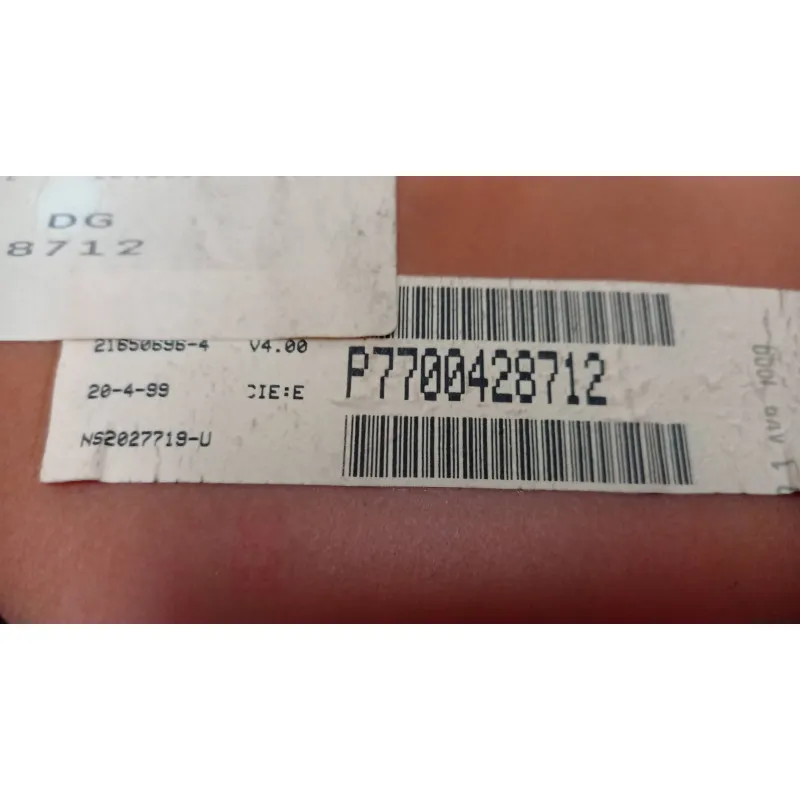 DG
8712
21650696-4 V4.00
P7700428712
20-4-99 CIE:E
NS2027719-U